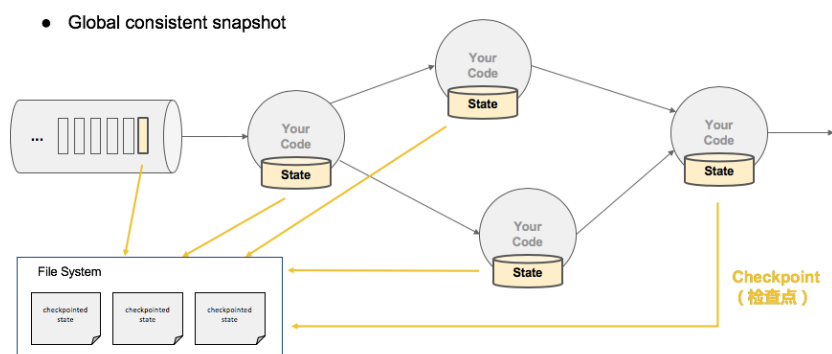 ● Global consistent snapshot
Your
Code
State
...
Your
Code
State
Your
Code
State
Your
Code
State
File System
checkpointed
state
checkpointed
state
checkpointed
state
Checkpoint
（检查点）